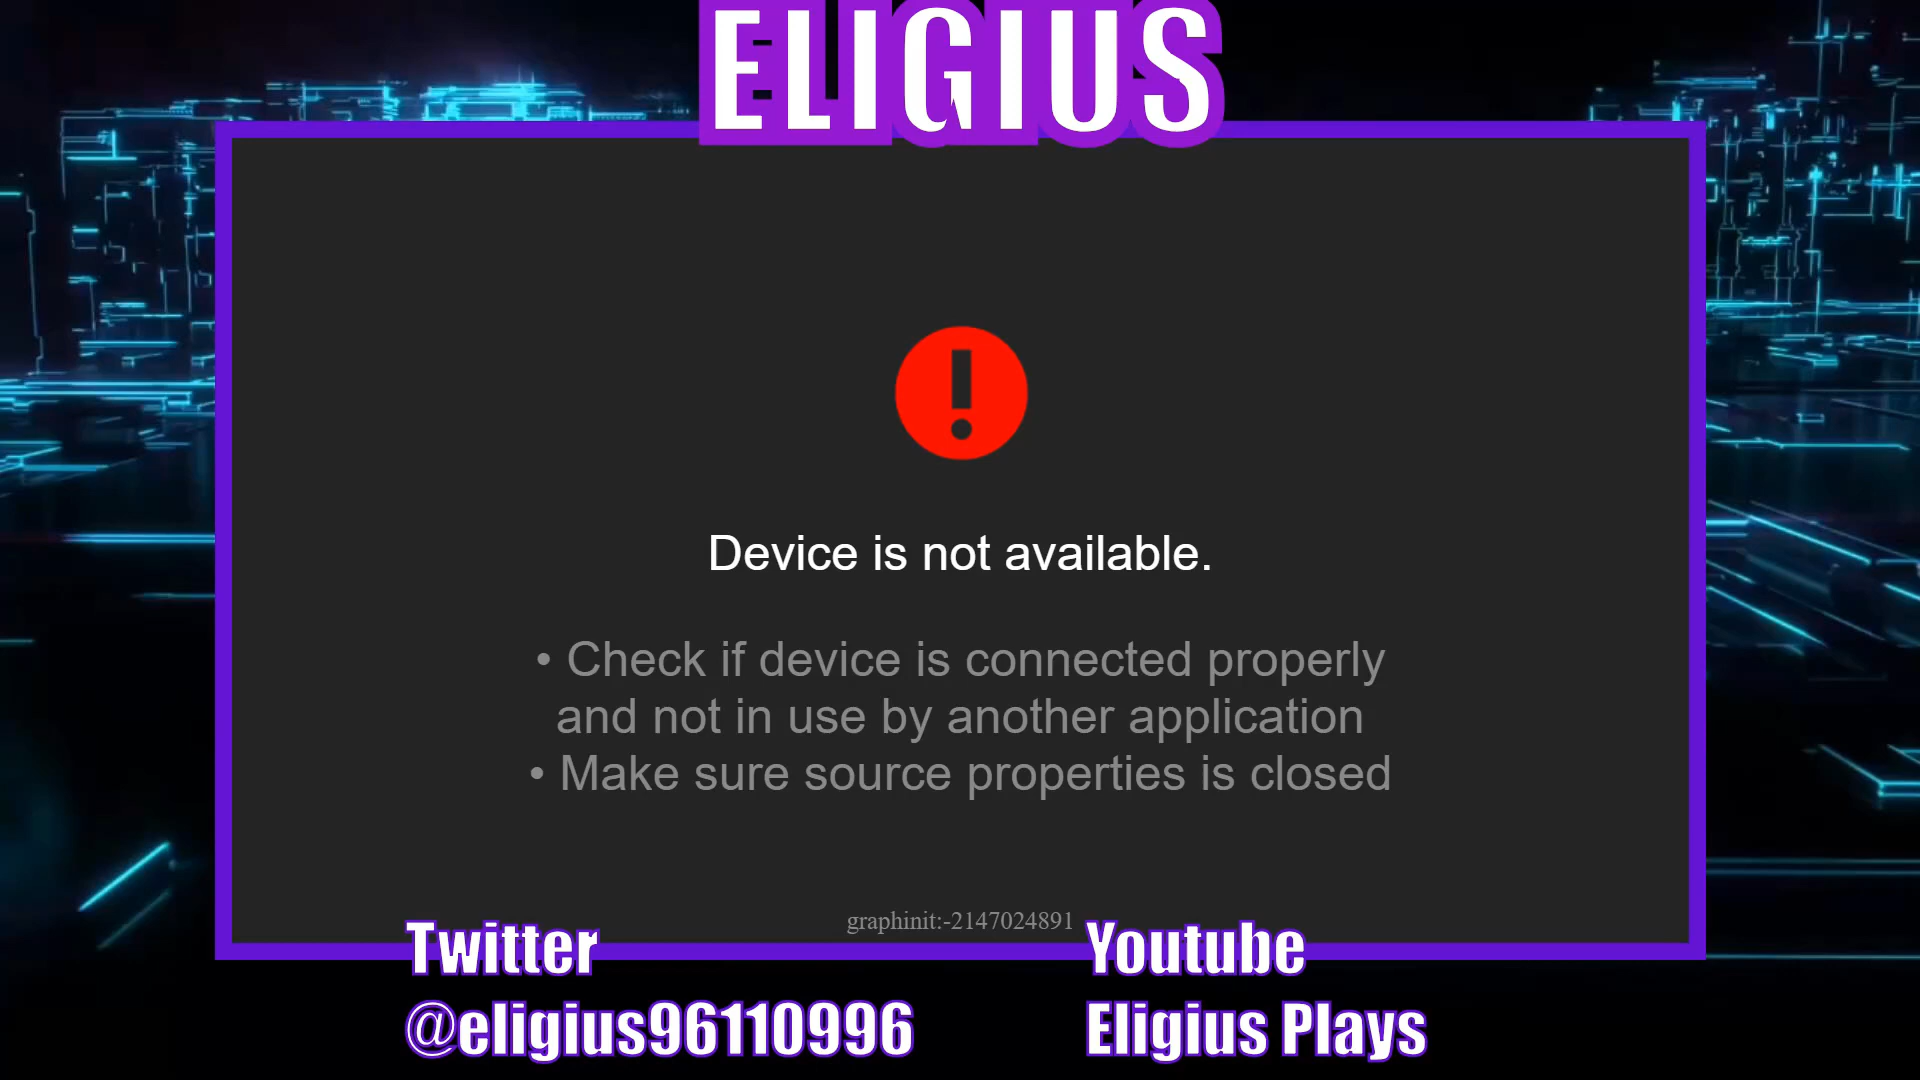 ELIGIUS
Device is not available.
• Check if device is connected properly
and not in use by another application
• Make sure source properties is closed
graphinit:-2147024891
Twitter
@eligius96110996
Youtube
Eligius Plays